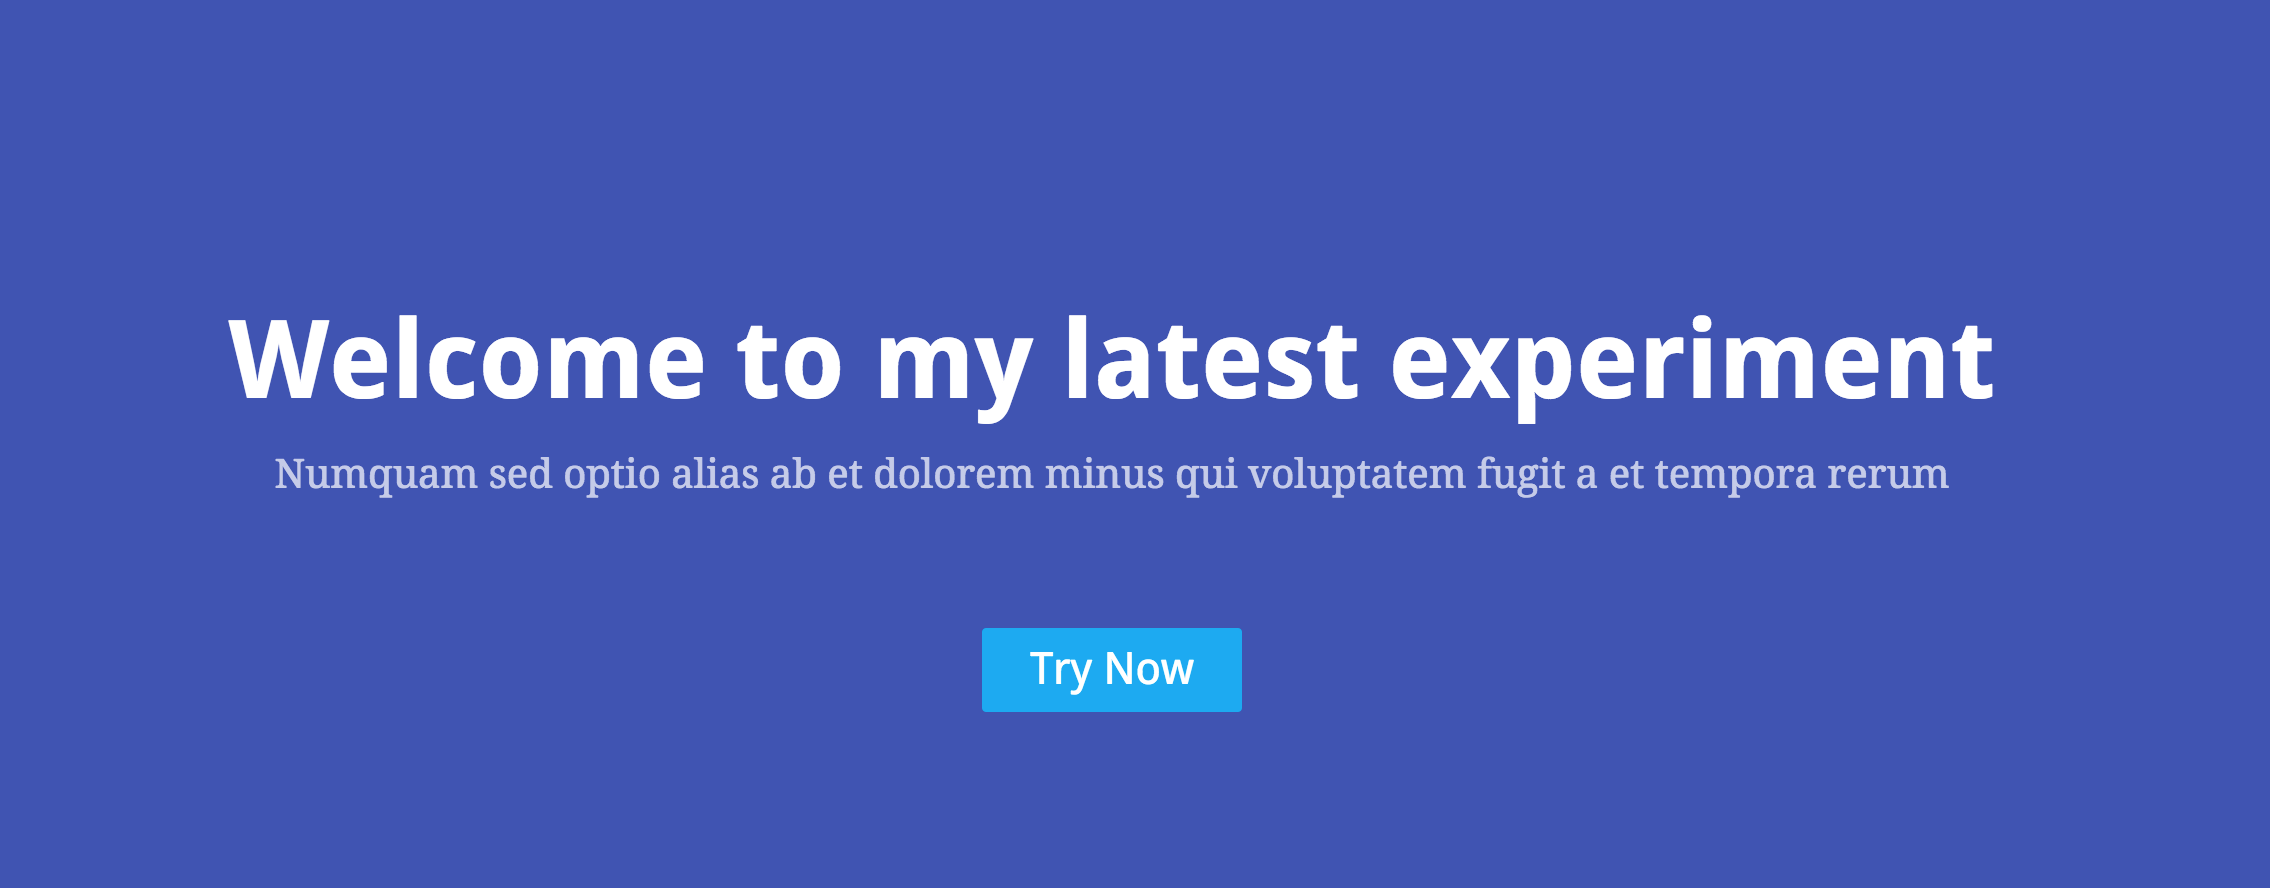 Welcome to my latest experiment
Numquam sed optio alias ab et dolorem minus qui voluptatem fugit a et tempora rerum
Try Now